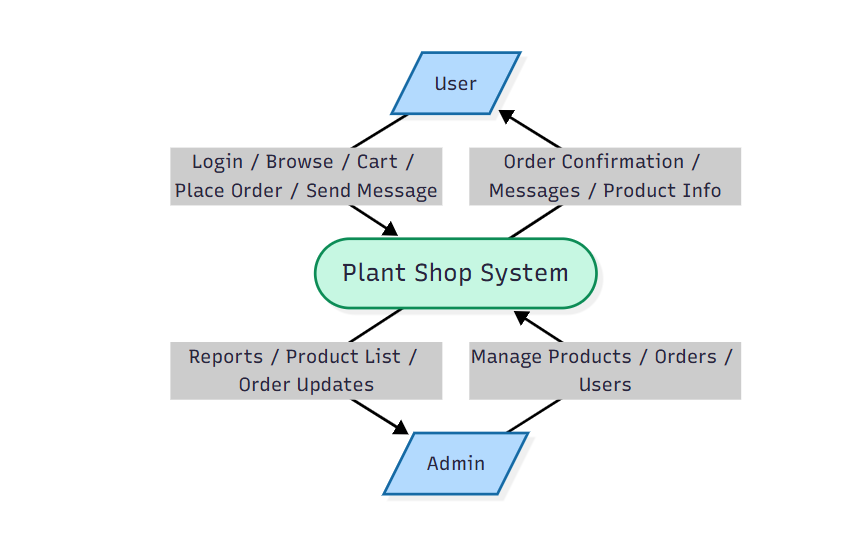 User
Login / Browse / Cart /
Place Order / Send Message
Order Confirmation /
Messages / Product Info
Plant Shop System
Reports / Product List /
Order Updates
Manage Products / Orders /
Users
Admin